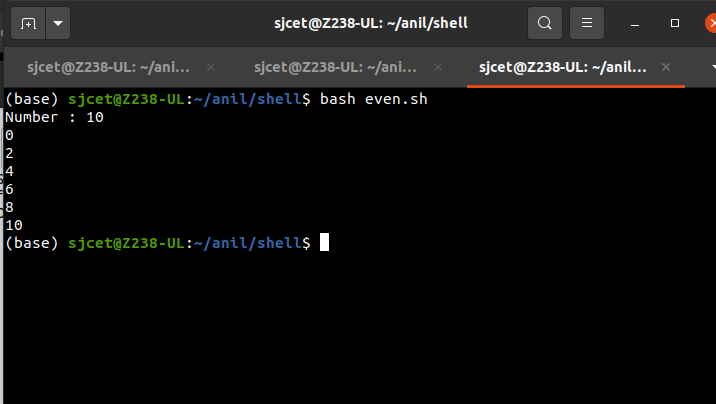 sjcet@Z238-UL: ~/anil/shell
sjcet@Z238-UL: ~/ani...
sjcet@Z238-UL: ~/ani...
sjcet@Z238-UL: ~/anil...
(base) sjcet@Z238-UL:~/anil/shell$ bash even.sh
Number : 10
0
2
4
6
8
10
(base) sjcet@Z238-UL:~/anil/shell$